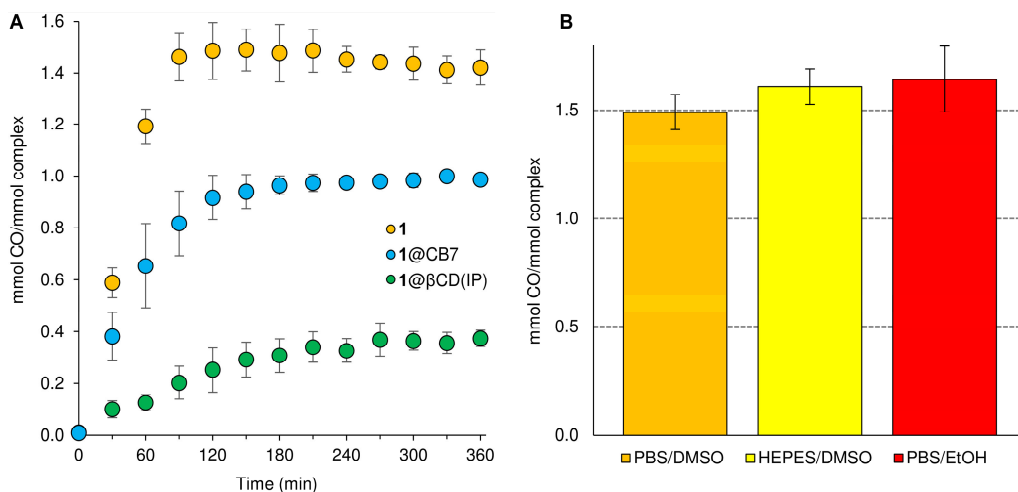 A
mmol CO/mmol complex
1.6
1.4
1.2
1.0
0.8
0.6
0.4
0.2
0.0
1
1@CB7
1@βCD(IP)
0 60 120 180 240 300 360
Time (min)
B
mmol CO/mmol complex
1.5
1.0
0.5
0.0
PBS/DMSO HEPES/DMSO PBS/EtOH